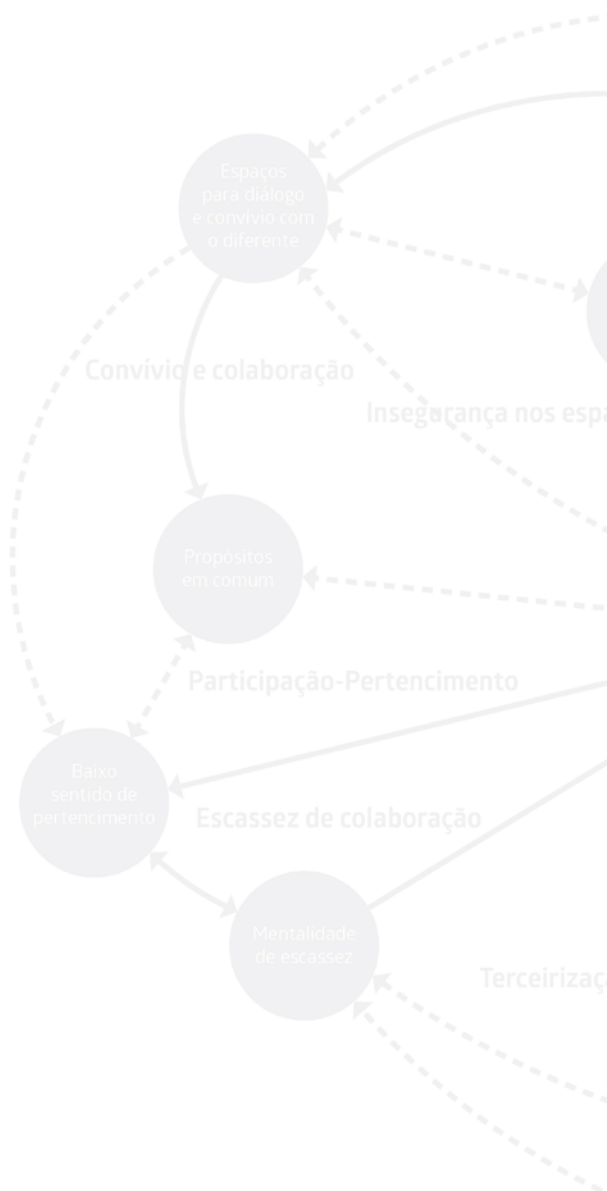 Espaços
para diálogo
e convívio com
o diferente
Convívio e colaboração
Insegurança nos espa
Propósitos
em comum
Participação-Pertencimento
Baixo
sentido de
pertencimento
Escassez de colaboração
Mentalidade
de escassez
Terceirizaç